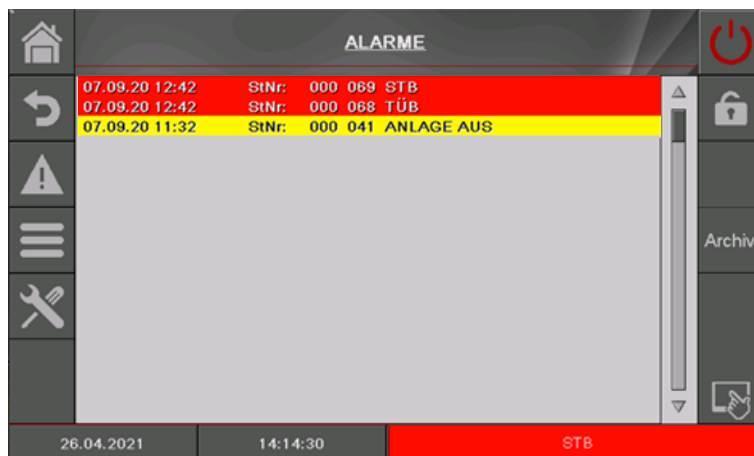 ALARME
07.09.20 12:42 StNr: 000 069 STB
07.09.20 12:42 StNr: 000 068 TÜB
07.09.20 11:32 StNr: 000 041 ANLAGE AUS
Archiv
26.04.2021 14:14:30 STB